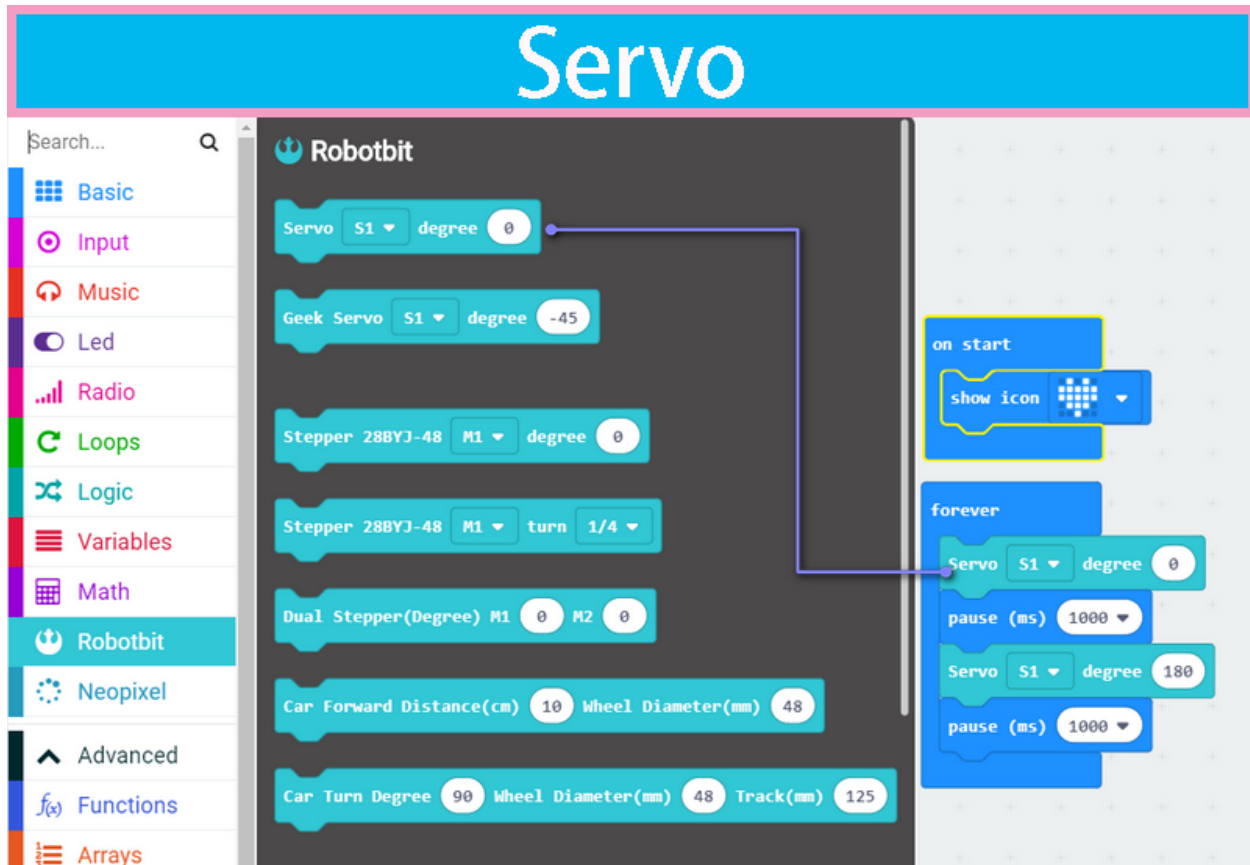 Servo
Search...
Basic
Input
Music
Led
Radio
Loops
Logic
Variables
Math
Robotbit
Neopixel
Advanced
f(x) Functions
Arrays
Robotbit
Servo S1 degree 0
Geek Servo S1 degree -45
Stepper 28BYJ-48 M1 degree 0
Stepper 28BYJ-48 M1 turn 1/4
Dual Stepper(Degree) M1 0 M2 0
Car Forward Distance(cm) 10 Wheel Diameter(mm) 48
Car Turn Degree 90 Wheel Diameter(mm) 48 Track(mm) 125
on start
show icon
forever
Servo S1 degree 0
pause (ms) 1000
Servo S1 degree 180
pause (ms) 1000